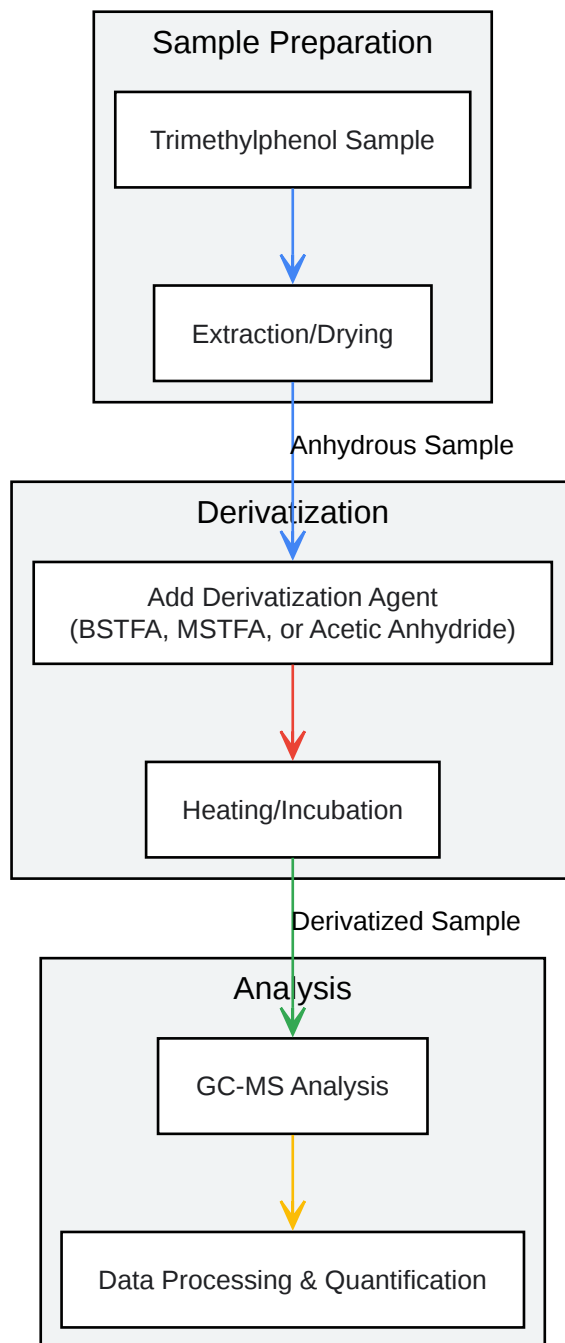 Sample Preparation
Trimethylphenol Sample
Extraction/Drying
Anhydrous Sample
Derivatization
Add Derivatization Agent
(BSTFA, MSTFA, or Acetic Anhydride)
Heating/Incubation
Derivatized Sample
Analysis
GC-MS Analysis
Data Processing & Quantification